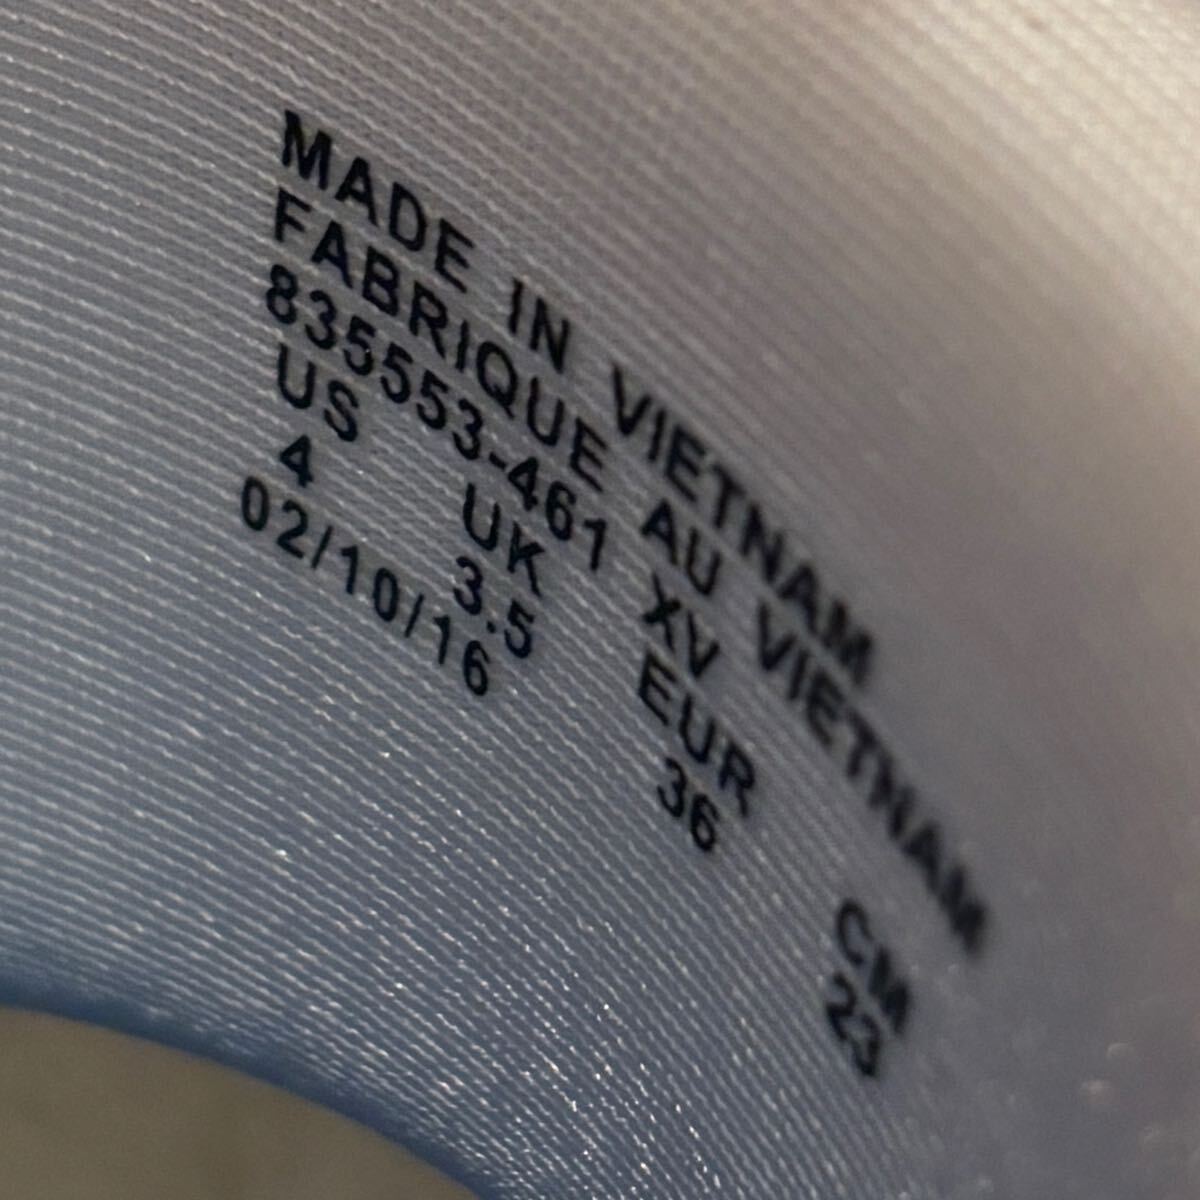 MADE IN VIETNAM
FABRIQUE AU VIETNAM
835553-461 XV
US UK EUR CM
4 3.5 36 23
02/10/16